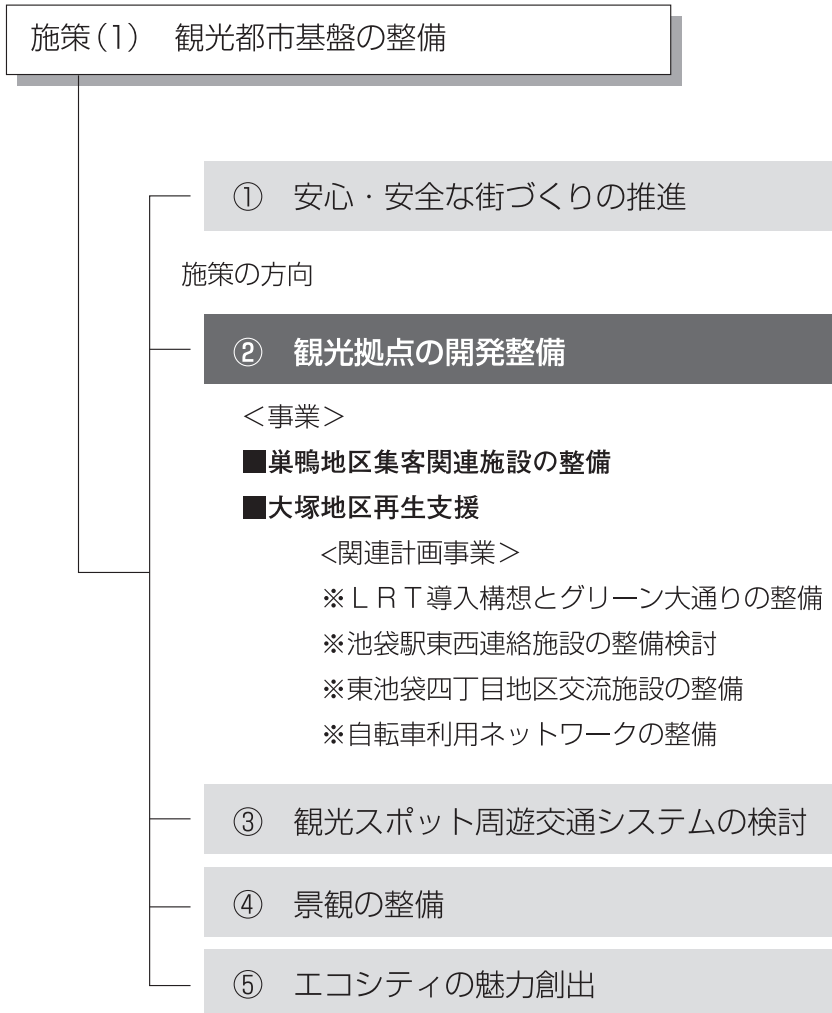 施策(1) 観光都市基盤の整備
① 安心・安全な街づくりの推進
施策の方向
② 観光拠点の開発整備
＜事業＞
■巣鴨地区集客関連施設の整備
■大塚地区再生支援
<関連計画事業＞
※ＬＲＴ導入構想とグリーン大通りの整備
※池袋駅東西連絡施設の整備検討
※東池袋四丁目地区交流施設の整備
※自転車利用ネットワークの整備
③ 観光スポット周遊交通システムの検討
④ 景観の整備
⑤ エコシティの魅力創出